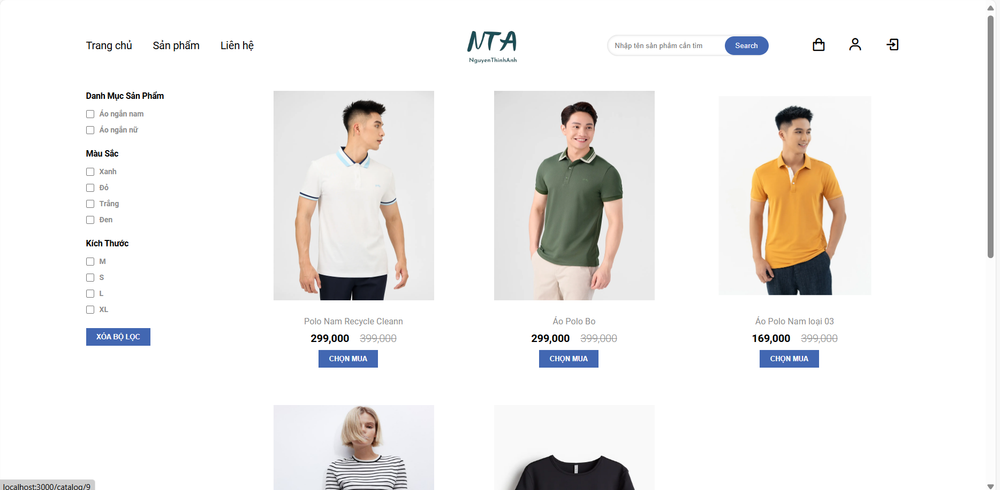 Trang chủ
Sản phẩm
Liên hệ
NTA
NguyenThinhAnh
Nhập tên sản phẩm cần tìm
Search
Danh Mục Sản Phẩm
Áo ngắn nam
Áo ngắn nữ
Màu Sắc
Xanh
Đỏ
Trắng
Đen
Kích Thước
M
S
L
XL
XÓA BỘ LỌC
Polo Nam Recycle Cleann
299,000 399,000
CHỌN MUA
Áo Polo Bo
299,000 399,000
CHỌN MUA
Áo Polo Nam loại 03
169,000 399,000
CHỌN MUA
localhost:3000/catalog/9